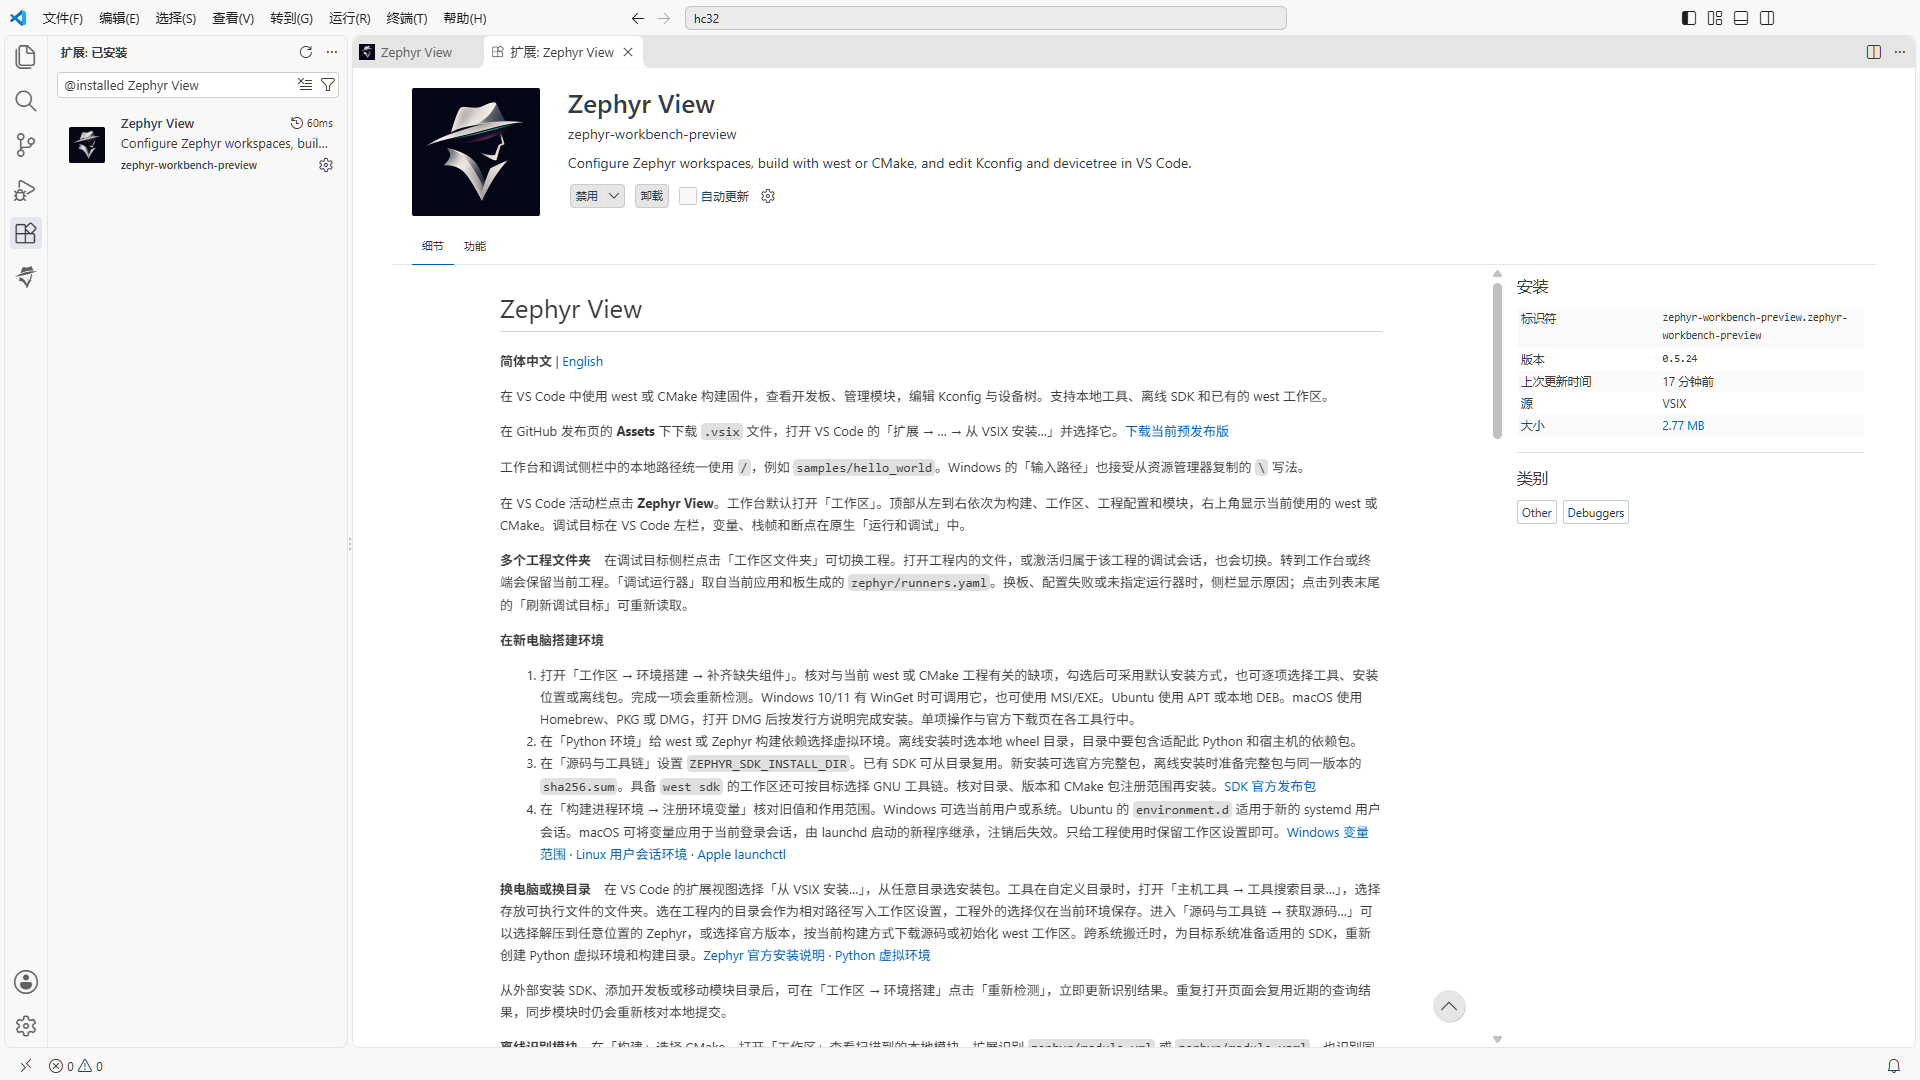 文件(F) 编辑(E) 选择(S) 查看(V) 转到(G) 运行(R) 终端(T) 帮助(H) hc32
扩展: 已安装
@installed Zephyr View
Zephyr View 60ms
Configure Zephyr workspaces, buil...
zephyr-workbench-preview
Zephyr View 扩展: Zephyr View
Zephyr View
zephyr-workbench-preview
Configure Zephyr workspaces, build with west or CMake, and edit Kconfig and devicetree in VS Code.
禁用 卸载 自动更新
细节 功能
Zephyr View
简体中文 | English
在 VS Code 中使用 west 或 CMake 构建固件，查看开发板、管理模块，编辑 Kconfig 与设备树。支持本地工具、离线 SDK 和已有的 west 工作区。
在 GitHub 发布页的 Assets 下下载 .vsix 文件，打开 VS Code 的「扩展 → … → 从 VSIX 安装…」并选择它。下载当前预发布版
工作台和调试侧栏中的本地路径统一使用 /，例如 samples/hello_world。Windows 的「输入路径」也接受从资源管理器复制的 \ 写法。
在 VS Code 活动栏点击 Zephyr View。工作台默认打开「工作区」。顶部从左到右依次为构建、工作区、工程配置和模块，右上角显示当前使用的 west 或
CMake。调试目标在 VS Code 左栏，变量、栈帧和断点在原生「运行和调试」中。
多个工程文件夹 在调试目标侧栏点击「工作区文件夹」可切换工程。打开工程内的文件，或激活归属于该工程的调试会话，也会切换。转到工作台或终
端会保留当前工程。「调试运行器」取自当前应用和板生成的 zephyr/runners.yaml。换板、配置失败或未指定运行器时，侧栏显示原因；点击列表末尾
的「刷新调试目标」可重新读取。
在新电脑搭建环境
1. 打开「工作区 → 环境搭建 → 补齐缺失组件」。核对与当前 west 或 CMake 工程有关的缺项，勾选后可采用默认安装方式，也可逐项选择工具、安装
位置或离线包。完成一项会重新检测。Windows 10/11 有 WinGet 时可调用它，也可使用 MSI/EXE。Ubuntu 使用 APT 或本地 DEB。macOS 使用
Homebrew、PKG 或 DMG，打开 DMG 后按发行方说明完成安装。单项操作与官方下载页在各工具行中。
2. 在「Python 环境」给 west 或 Zephyr 构建依赖选择虚拟环境。离线安装时选本地 wheel 目录，目录中要包含适配此 Python 和宿主机的依赖包。
3. 在「源码与工具链」设置 ZEPHYR_SDK_INSTALL_DIR。已有 SDK 可从目录复用。新安装可选官方完整包，离线安装时准备完整包与同一版本的
sha256.sum。具备 west sdk 的工作区还可按目标选择 GNU 工具链。核对目录、版本和 CMake 包注册范围再安装。SDK 官方发布包
4. 在「构建进程环境 → 注册环境变量」核对旧值和作用范围。Windows 可选当前用户或系统。Ubuntu 的 environment.d 适用于新的 systemd 用户
会话。macOS 可将变量应用于当前登录会话，由 launchd 启动的新程序继承，注销后失效。只给工程使用时保留工作区设置即可。Windows 变量
范围 · Linux 用户会话环境 · Apple launchctl
换电脑或换目录 在 VS Code 的扩展视图选择「从 VSIX 安装…」，从任意目录选安装包。工具在自定义目录时，打开「主机工具 → 工具搜索目录…」，选择
存放可执行文件的文件夹。选在工程内的目录会作为相对路径写入工作区设置，工程外的选择仅在当前环境保存。进入「源码与工具链 → 获取源码…」可
以选择解压到任意位置的 Zephyr，或选择官方版本，按当前构建方式下载源码或初始化 west 工作区。跨系统搬迁时，为目标系统准备适用的 SDK，重新
创建 Python 虚拟环境和构建目录。Zephyr 官方安装说明 · Python 虚拟环境
从外部安装 SDK、添加开发板或移动模块目录后，可在「工作区 → 环境搭建」点击「重新检测」，立即更新识别结果。重复打开页面会复用近期的查询结
果，同步模块时仍会重新核对本地提交。
离线识别模块 在「构建」选择 CMake，打开「工作区」查看扫描到的本地模块。扩展识别 zephyr/module.yml 或 zephyr/module.yaml，也识别同
安装
标识符 zephyr-workbench-preview.zephyr-
workbench-preview
版本 0.5.24
上次更新时间 17 分钟前
源 VSIX
大小 2.77 MB
类别
Other Debuggers
0 0